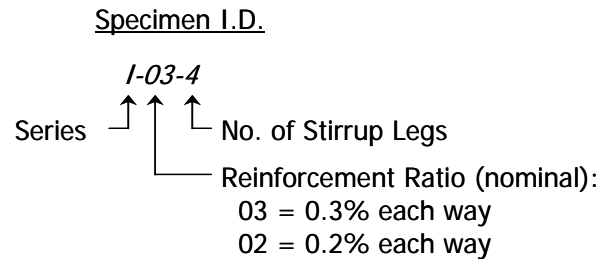 Specimen I.D.
I-03-4
Series
No. of Stirrup Legs
Reinforcement Ratio (nominal):
03 = 0.3% each way
02 = 0.2% each way